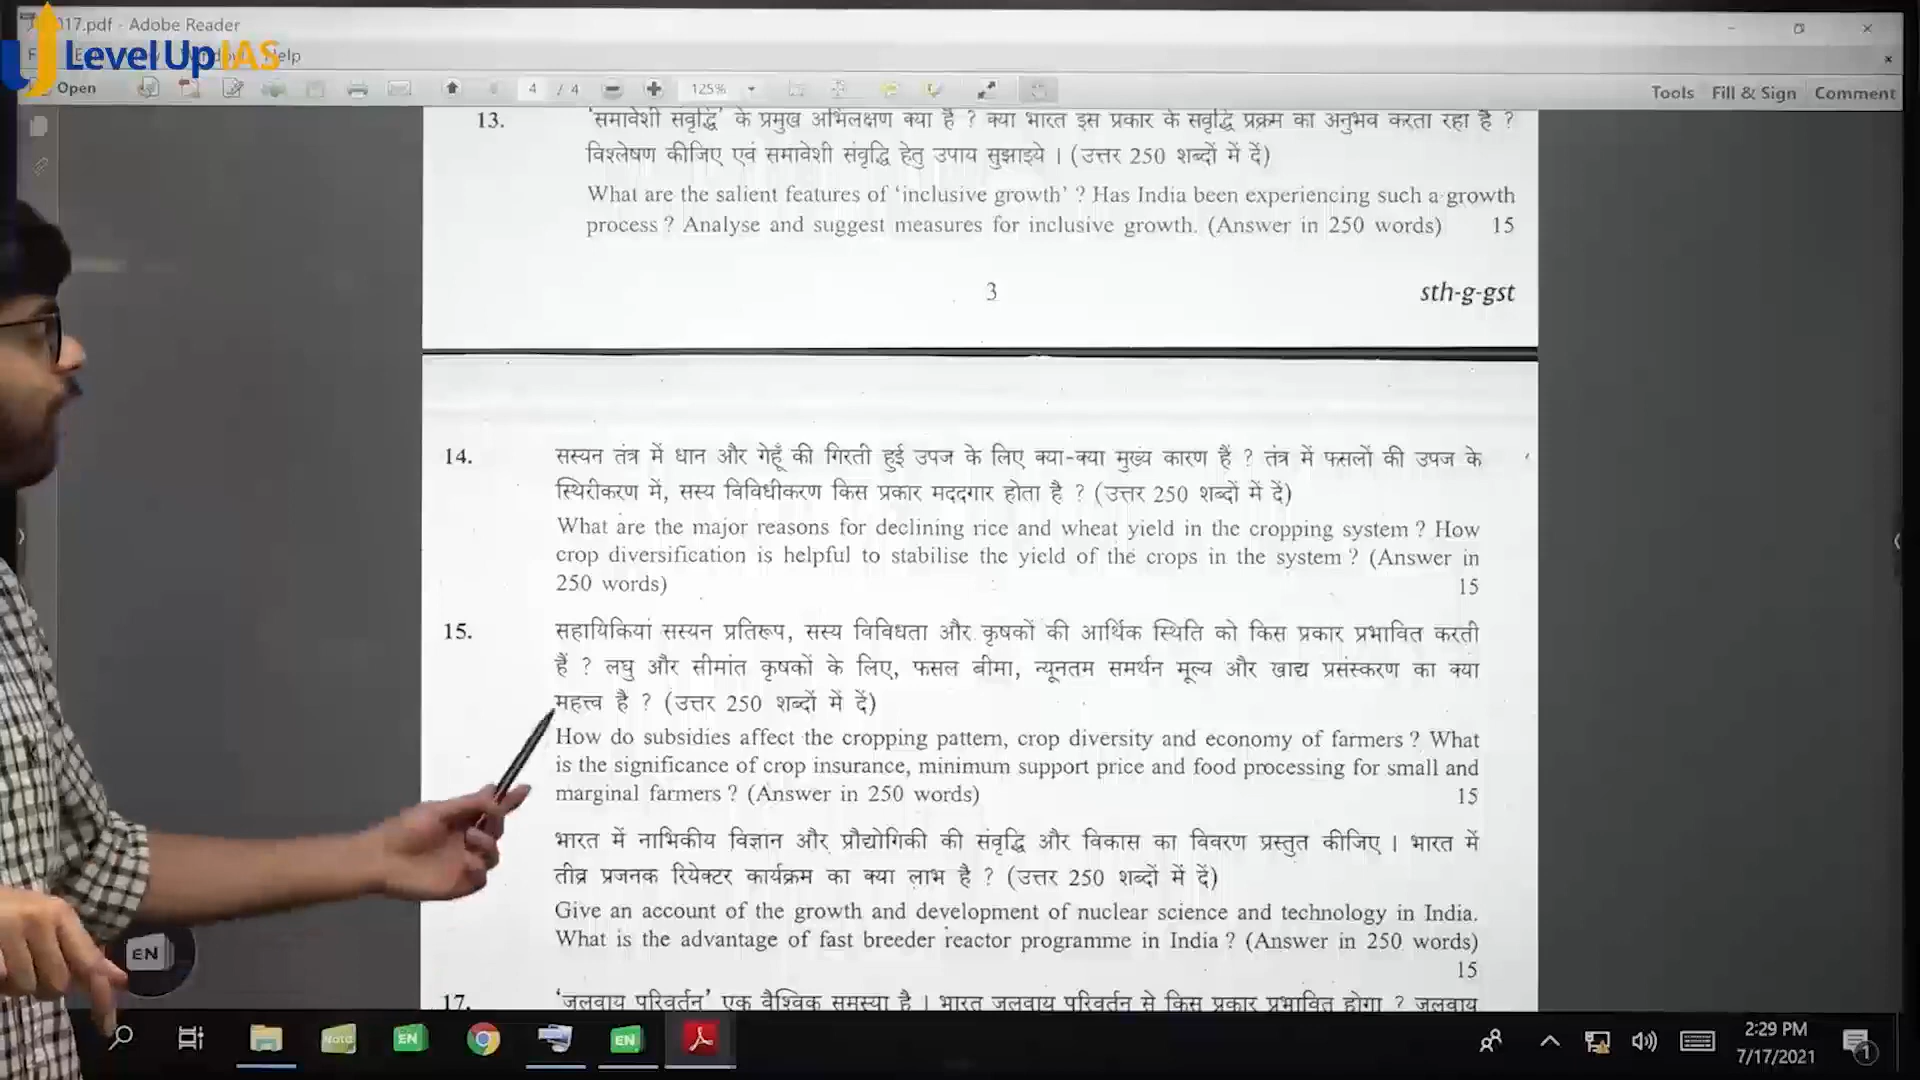 017.pdf - Adobe Reader
Level Up IAS
Help
Open
4 / 4
125%
Tools Fill & Sign Comment
13. 'समावेशी संवृद्धि' के प्रमुख अभिलक्षण क्या हैं ? क्या भारत इस प्रकार के संवृद्धि प्रक्रम का अनुभव करता रहा है ?
विश्लेषण कीजिए एवं समावेशी संवृद्धि हेतु उपाय सुझाइये । (उत्तर 250 शब्दों में दें)
What are the salient features of 'inclusive growth' ? Has India been experiencing such a growth
process ? Analyse and suggest measures for inclusive growth. (Answer in 250 words) 15
3
sth-g-gst
14. सस्यन तंत्र में धान और गेहूँ की गिरती हुई उपज के लिए क्या-क्या मुख्य कारण हैं ? तंत्र में फसलों की उपज के
स्थिरीकरण में, सस्य विविधीकरण किस प्रकार मददगार होता है ? (उत्तर 250 शब्दों में दें)
What are the major reasons for declining rice and wheat yield in the cropping system ? How
crop diversification is helpful to stabilise the yield of the crops in the system ? (Answer in
250 words) 15
15. सहायिकियां सस्यन प्रतिरूप, सस्य विविधता और कृषकों की आर्थिक स्थिति को किस प्रकार प्रभावित करती
हैं ? लघु और सीमांत कृषकों के लिए, फसल बीमा, न्यूनतम समर्थन मूल्य और खाद्य प्रसंस्करण का क्या
महत्त्व है ? (उत्तर 250 शब्दों में दें)
How do subsidies affect the cropping pattern, crop diversity and economy of farmers ? What
is the significance of crop insurance, minimum support price and food processing for small and
marginal farmers ? (Answer in 250 words) 15
भारत में नाभिकीय विज्ञान और प्रौद्योगिकी की संवृद्धि और विकास का विवरण प्रस्तुत कीजिए । भारत में
तीव्र प्रजनक रियेक्टर कार्यक्रम का क्या लाभ है ? (उत्तर 250 शब्दों में दें)
Give an account of the growth and development of nuclear science and technology in India.
What is the advantage of fast breeder reactor programme in India ? (Answer in 250 words)
15
17. 'जलवायु परिवर्तन' एक वैश्विक समस्या है । भारत जलवायु परिवर्तन से किस प्रकार प्रभावित होगा ? जलवायु
EN
EN
EN
2:29 PM
7/17/2021
1